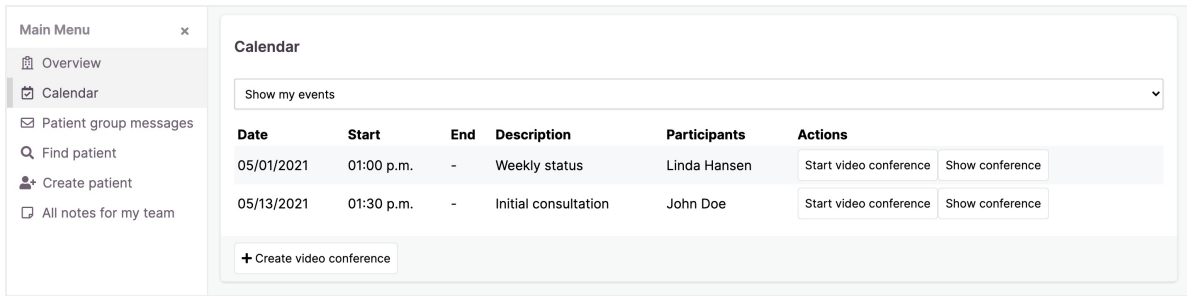 Main Menu ×
Overview
Calendar
Patient group messages
Find patient
Create patient
All notes for my team
Calendar
Show my events
Date Start End Description Participants Actions
05/01/2021 01:00 p.m. - Weekly status Linda Hansen Start video conference Show conference
05/13/2021 01:30 p.m. - Initial consultation John Doe Start video conference Show conference
+ Create video conference